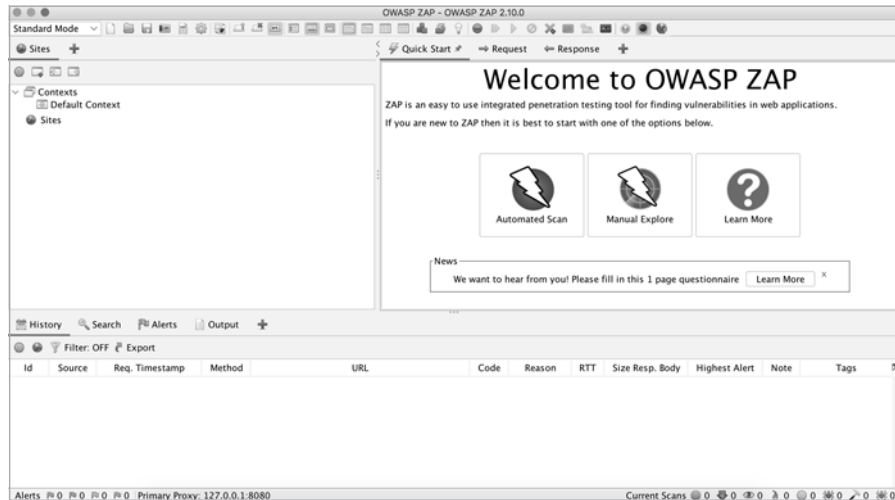 OWASP ZAP - OWASP ZAP 2.10.0
Standard Mode
Sites
Quick Start
Request
Response
Contexts
Default Context
Sites
Welcome to OWASP ZAP
ZAP is an easy to use integrated penetration testing tool for finding vulnerabilities in web applications.
If you are new to ZAP then it is best to start with one of the options below.
Automated Scan
Manual Explore
Learn More
News
We want to hear from you! Please fill in this 1 page questionnaire
Learn More
x
History
Search
Alerts
Output
Filter: OFF
Export
Id
Source
Req. Timestamp
Method
URL
Code
Reason
RTT
Size Resp. Body
Highest Alert
Note
Tags
Alerts 0 0 0 0 Primary Proxy: 127.0.0.1:8080
Current Scans 0 0 0 0 0 0 0 0